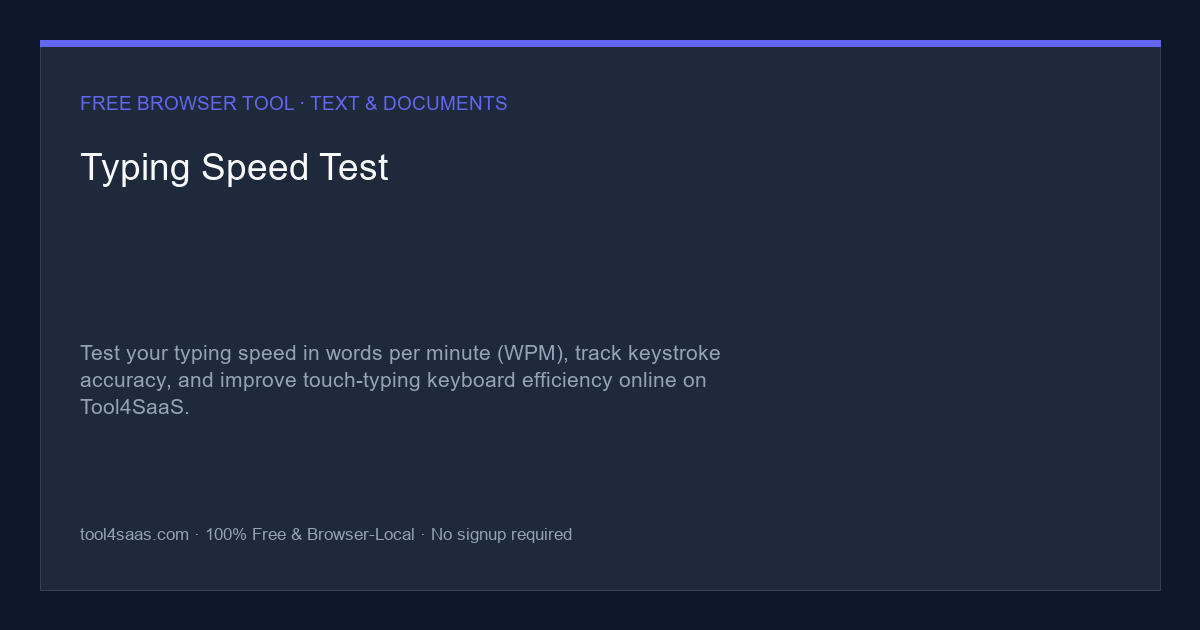 FREE BROWSER TOOL · TEXT & DOCUMENTS
Typing Speed Test
Test your typing speed in words per minute (WPM), track keystroke
accuracy, and improve touch-typing keyboard efficiency online on
Tool4SaaS.
tool4saas.com · 100% Free & Browser-Local · No signup required